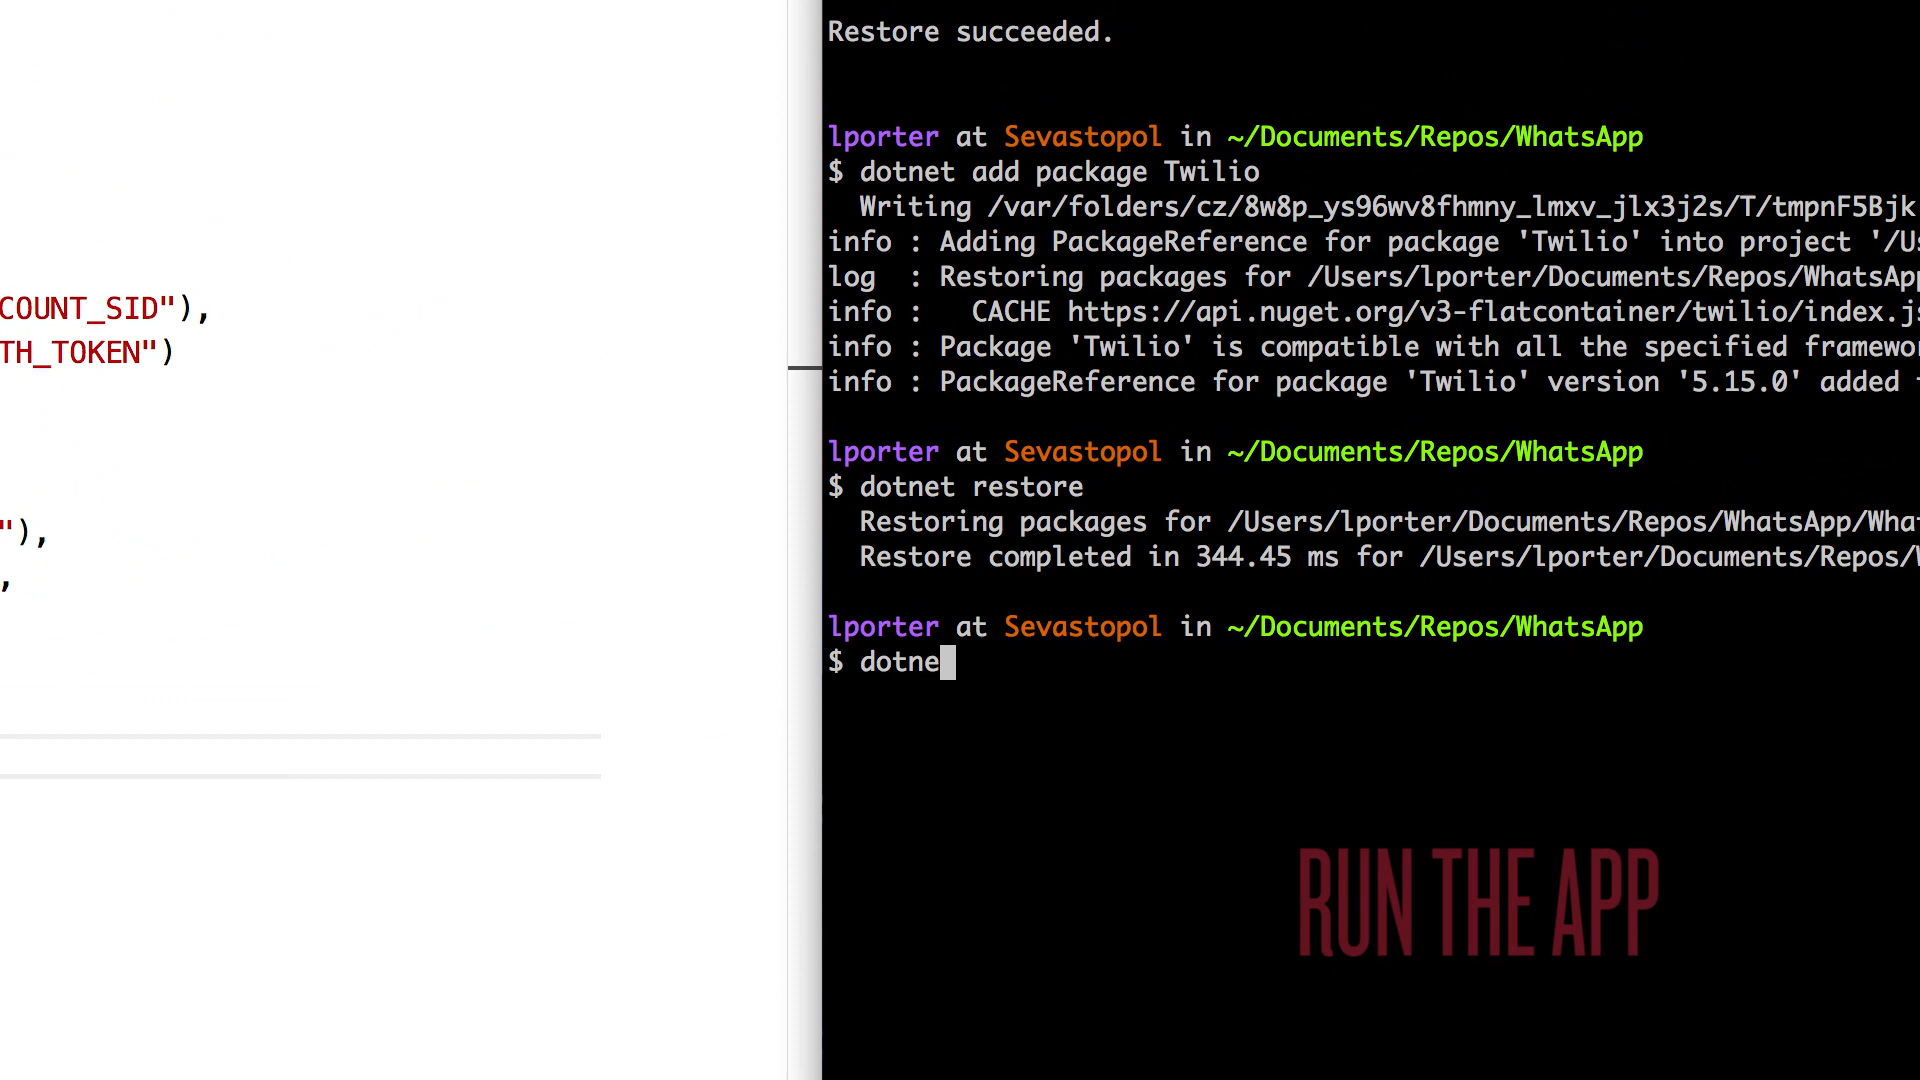 COUNT_SID"),
TH_TOKEN")
"),
,
Restore succeeded.
lporter at Sevastopol in ~/Documents/Repos/WhatsApp
$ dotnet add package Twilio
Writing /var/folders/cz/8w8p_ys96wv8fhmny_lmxv_jlx3j2s/T/tmpnF5Bjk
info : Adding PackageReference for package 'Twilio' into project '/Us
log : Restoring packages for /Users/lporter/Documents/Repos/WhatsApp
info : CACHE https://api.nuget.org/v3-flatcontainer/twilio/index.js
info : Package 'Twilio' is compatible with all the specified framewor
info : PackageReference for package 'Twilio' version '5.15.0' added t
lporter at Sevastopol in ~/Documents/Repos/WhatsApp
$ dotnet restore
Restoring packages for /Users/lporter/Documents/Repos/WhatsApp/What
Restore completed in 344.45 ms for /Users/lporter/Documents/Repos/W
lporter at Sevastopol in ~/Documents/Repos/WhatsApp
$ dotne
RUN THE APP